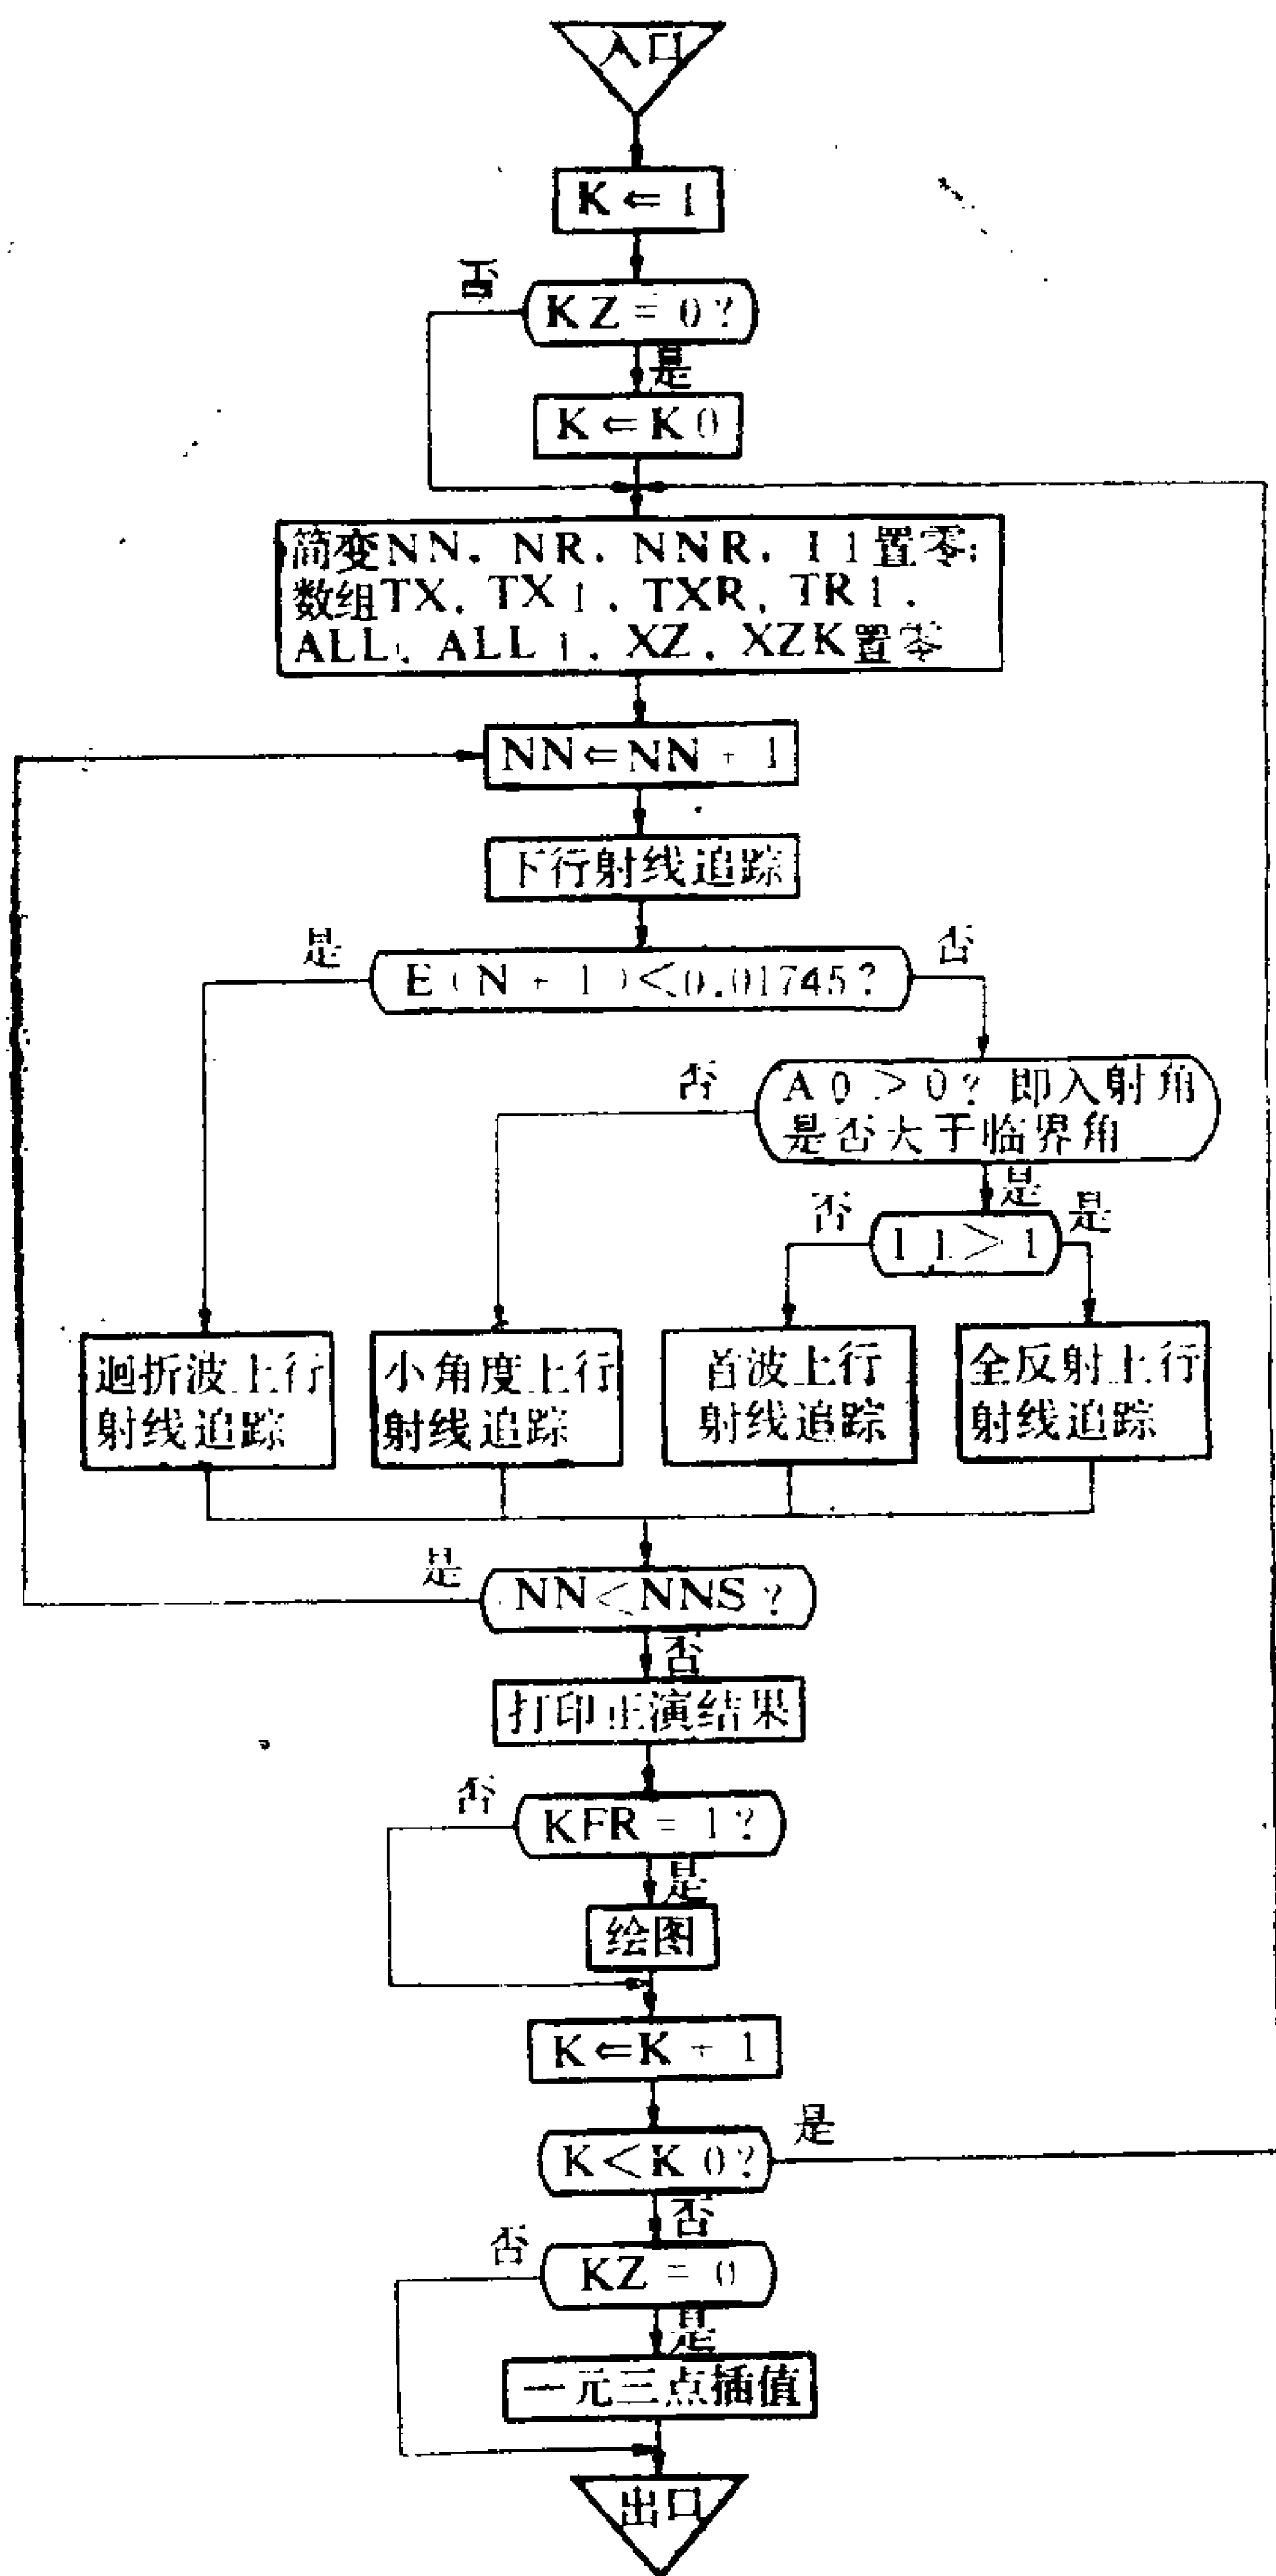 入口
K ⇐ 1
否
KZ = 0?
是
K ⇐ K0
简变NN, NR, NNR, I1置零;
数组TX, TX1, TXR, TR1,
ALL, ALL1, XZ, XZK置零
NN⇐NN + 1
下行射线追踪
是
否
E(N + 1)<0.01745?
否
A0 > 0? 即入射角
是否大于临界角
是
否
是
I1 > 1
迴折波上行
射线追踪
小角度上行
射线追踪
首波上行
射线追踪
全反射上行
射线追踪
是
NN<NNS?
否
打印正演结果
否
KFR = 1?
是
绘图
K⇐K + 1
是
K<K0?
否
否
KZ = 0
是
一元三点插值
出口